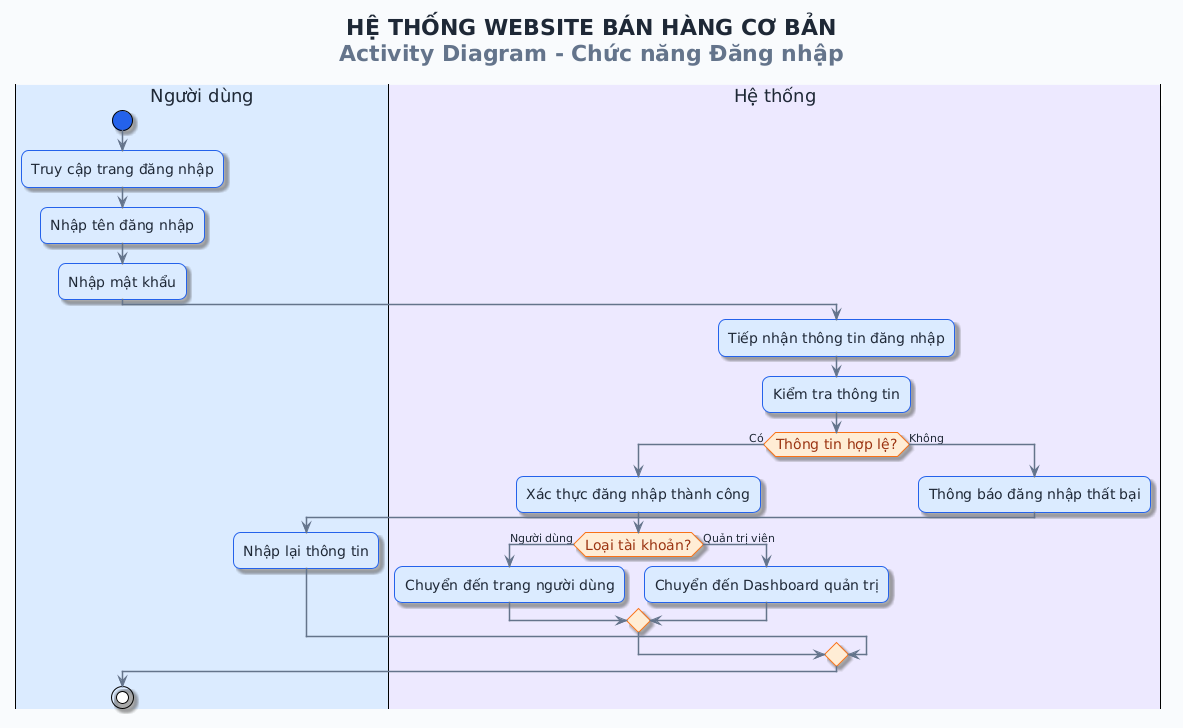 HỆ THỐNG WEBSITE BÁN HÀNG CƠ BẢN
Activity Diagram - Chức năng Đăng nhập
Người dùng
Hệ thống
Truy cập trang đăng nhập
Nhập tên đăng nhập
Nhập mật khẩu
Tiếp nhận thông tin đăng nhập
Kiểm tra thông tin
Có
Thông tin hợp lệ?
Không
Xác thực đăng nhập thành công
Thông báo đăng nhập thất bại
Nhập lại thông tin
Người dùng
Loại tài khoản?
Quản trị viên
Chuyển đến trang người dùng
Chuyển đến Dashboard quản trị